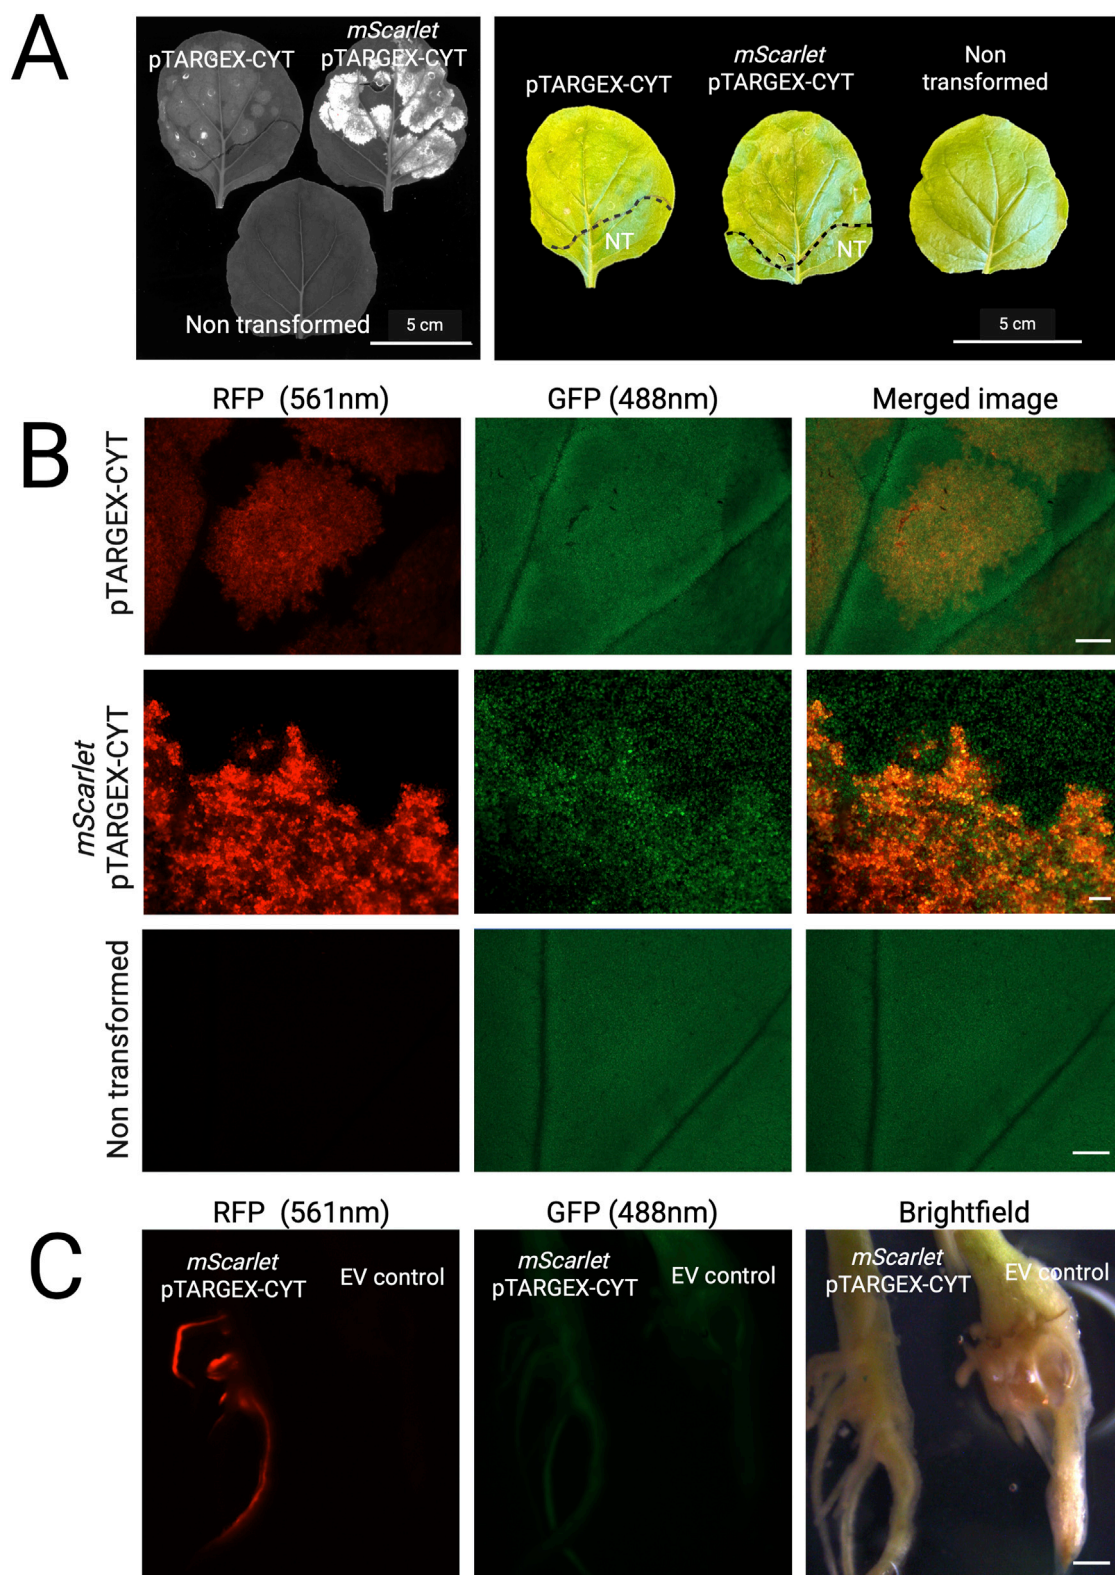 A
pTARGEX-CYT
mScarlet
pTARGEX-CYT
Non transformed
5 cm
pTARGEX-CYT
mScarlet
pTARGEX-CYT
Non
transformed
NT
NT
5 cm
B
RFP (561nm)
GFP (488nm)
Merged image
pTARGEX-CYT
mScarlet
pTARGEX-CYT
Non transformed
C
RFP (561nm)
GFP (488nm)
Brightfield
mScarlet
pTARGEX-CYT
EV control
mScarlet
pTARGEX-CYT
EV control
mScarlet
pTARGEX-CYT
EV control